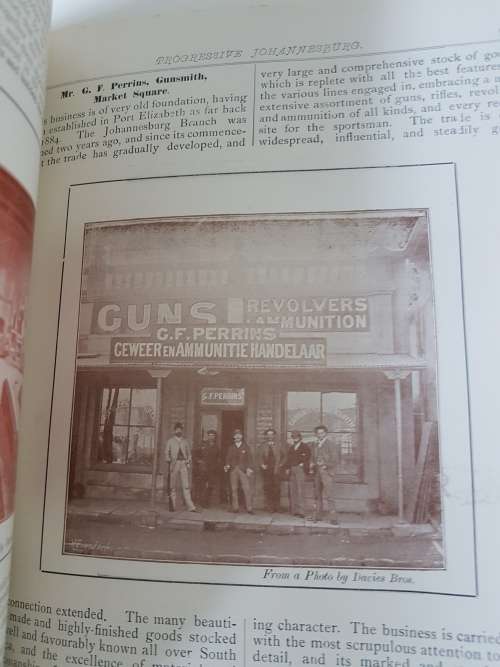 PROGRESSIVE JOHANNESBURG.
Mr. G. F. Perrins, Gunsmith,
Market Square.
business is of very old foundation, having
established in Port Elizabeth as far back
1884. The Johannesburg Branch was
two years ago, and since its commence-
the trade has gradually developed, and
very large and comprehensive stock of
which is replete with all the best features
the various lines engaged in, embracing a
extensive assortment of guns, rifles,
and ammunition of all kinds, and every
site for the sportsman. The trade is
widespread, influential, and steadily
GUNS REVOLVERS
AMMUNITION
G.F. PERRINS
GEWEER EN AMMUNITIE HANDELAAR
G.F. PERRINS
From a Photo by Davies Bros.
connection extended. The many beauti-
made and highly-finished goods stocked
well and favourably known all over South
and the excellence of
ing character. The business is carried
with the most scrupulous attention to
detail, and its marked